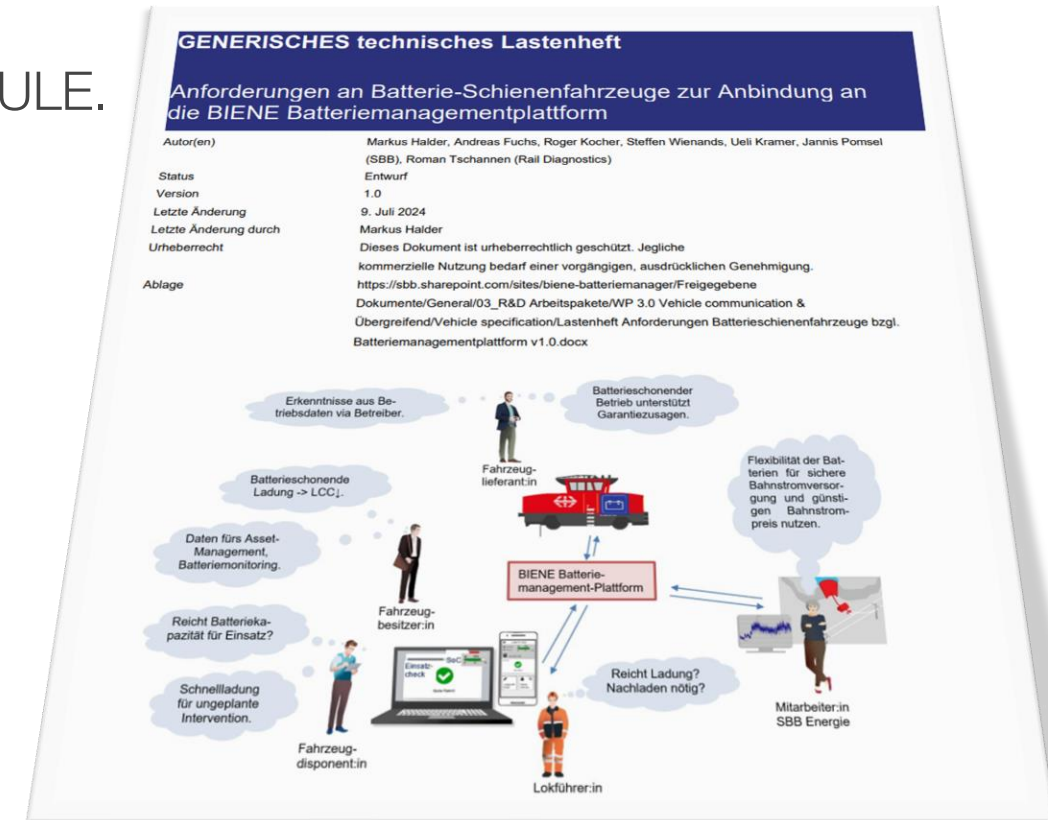 ULE.
GENERISCHES technisches Lastenheft
Anforderungen an Batterie-Schienenfahrzeuge zur Anbindung an
die BIENE Batteriemanagementplattform
Autor(en) Markus Halder, Andreas Fuchs, Roger Kocher, Steffen Wienands, Ueli Kramer, Jannis Pomsel
(SBB), Roman Tschannen (Rail Diagnostics)
Status Entwurf
Version 1.0
Letzte Änderung 9. Juli 2024
Letzte Änderung durch Markus Halder
Urheberrecht Dieses Dokument ist urheberrechtlich geschützt. Jegliche
kommerzielle Nutzung bedarf einer vorgängigen, ausdrücklichen Genehmigung.
Ablage https://sbb.sharepoint.com/sites/biene-batteriemanager/Freigegebene
Dokumente/General/03_R&D Arbeitspakete/WP 3.0 Vehicle communication &
Übergreifend/Vehicle specification/Lastenheft Anforderungen Batterieschienenfahrzeuge bzgl.
Batteriemanagementplattform v1.0.docx
Erkenntnisse aus Be-
triebsdaten via Betreiber.
Batterieschonender
Betrieb unterstützt
Garantiezusagen.
Fahrzeug-
lieferant:in
Batterieschonende
Ladung -> LCC↓.
Flexibilität der Bat-
terien für sichere
Bahnstromversor-
gung und günsti-
gen Bahnstrom-
preis nutzen.
Daten fürs Asset-
Management,
Batteriemonitoring.
Fahrzeug-
besitzer:in
BIENE Batterie-
management-Plattform
Reicht Batterieka-
pazität für Einsatz?
Schnellladung
für ungeplante
Intervention.
Fahrzeug-
disponent:in
Einsatz-
check
SoC
Reicht Ladung?
Nachladen nötig?
Lokführer:in
Mitarbeiter:in
SBB Energie